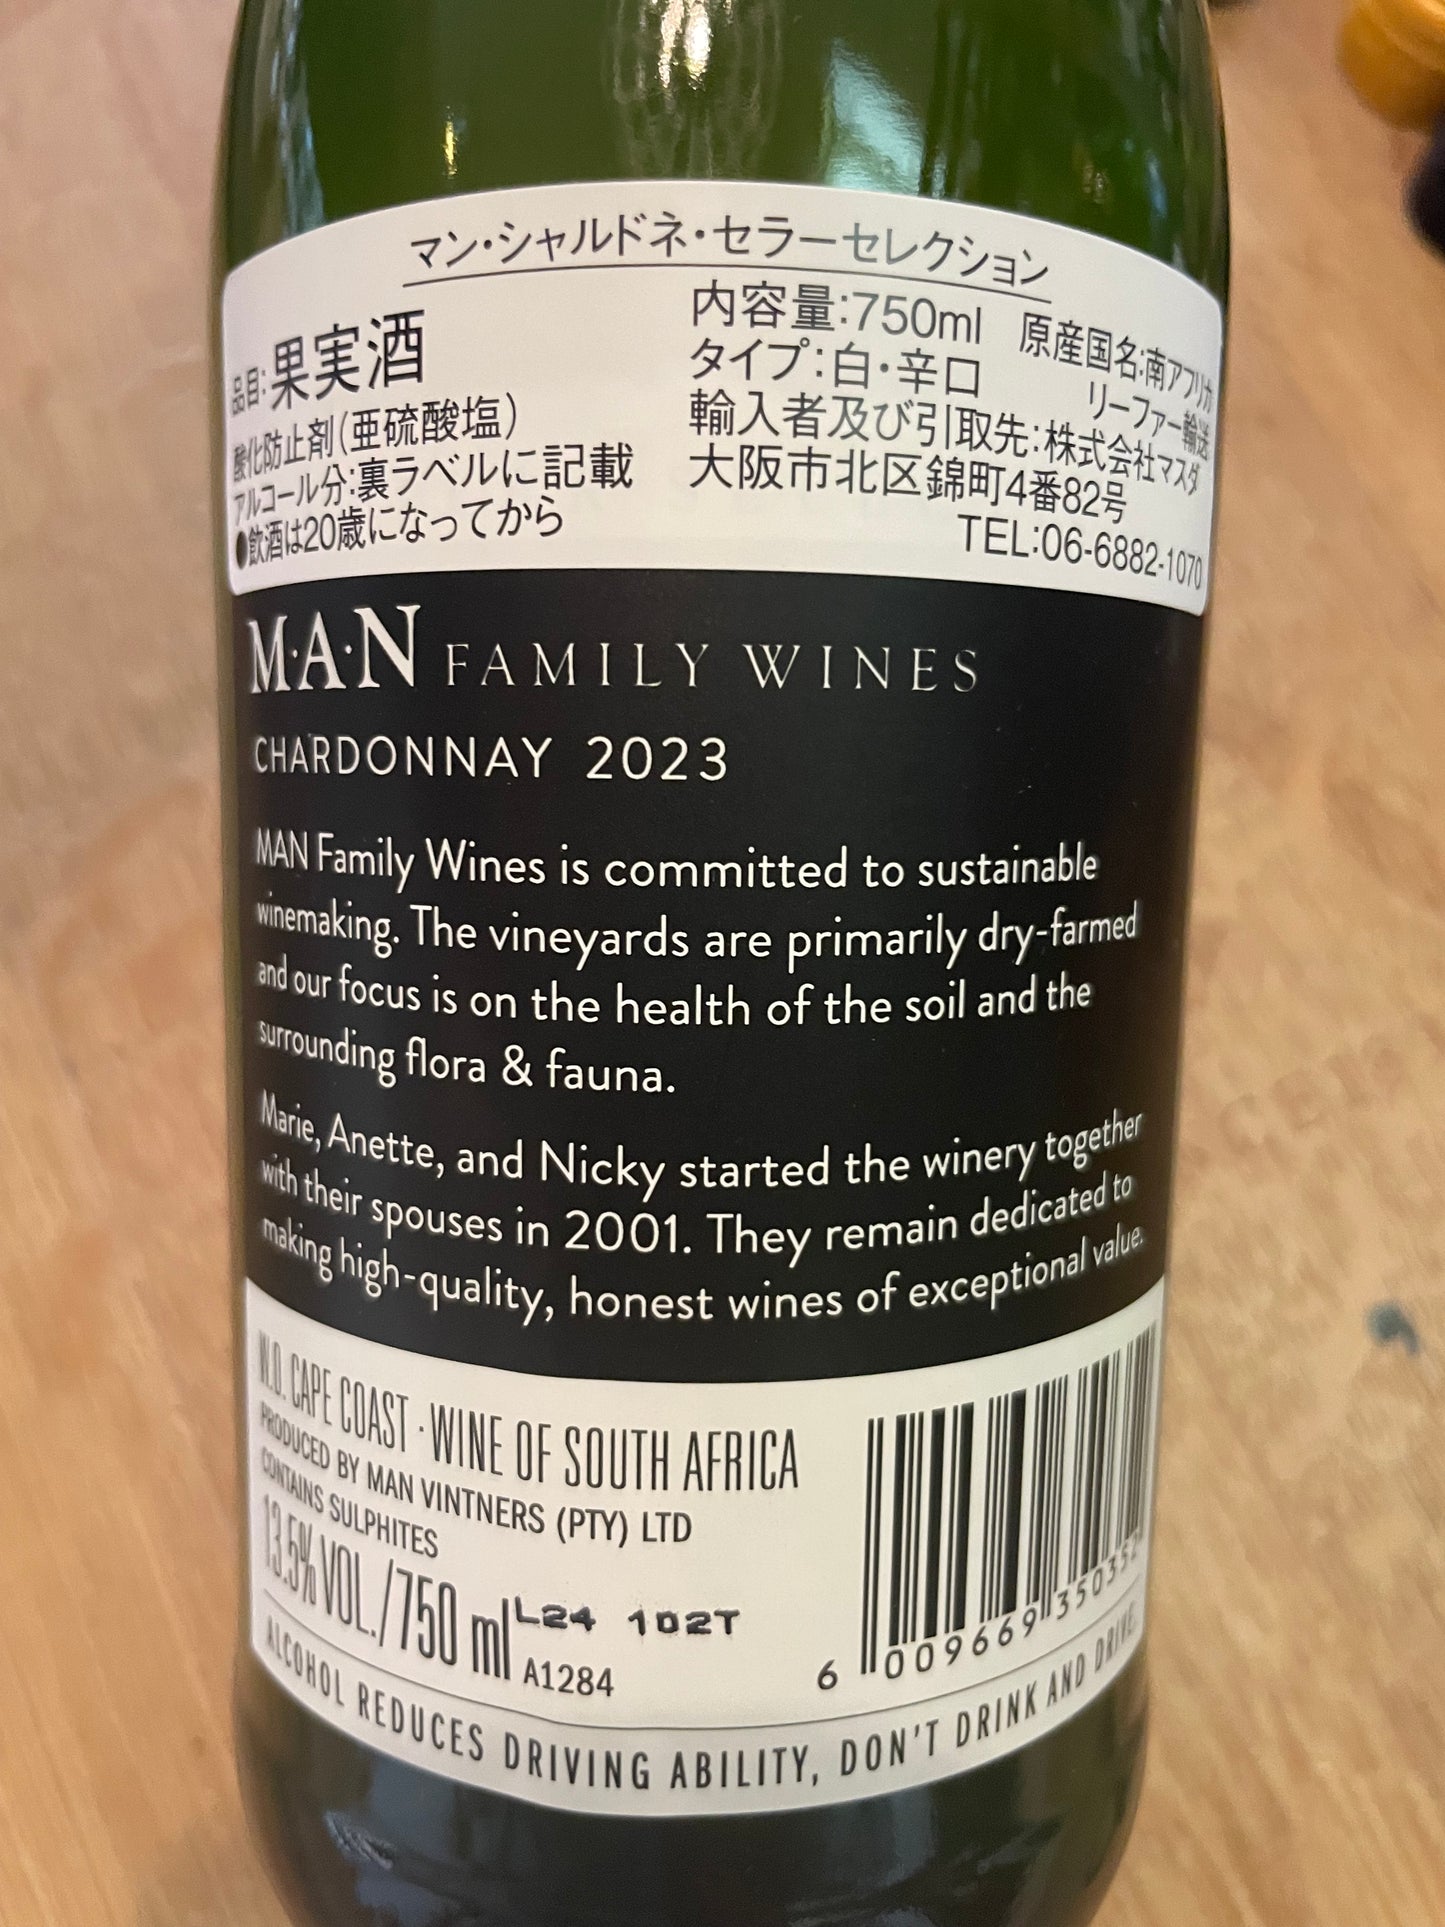 マン・シャルドネ・セラーセレクション
品目:果実酒
酸化防止剤(亜硫酸塩)
アルコール分:裏ラベルに記載
●飲酒は20歳になってから
内容量:750ml 原産国名:南アフリカ
タイプ:白・辛口 リーファー輸送
輸入者及び引取先:株式会社マスダ
大阪市北区錦町4番82号
TEL:06-6882-1070
M·A·N FAMILY WINES
CHARDONNAY 2023
MAN Family Wines is committed to sustainable
winemaking. The vineyards are primarily dry-farmed
and our focus is on the health of the soil and the
surrounding flora & fauna.
Marie, Anette, and Nicky started the winery together
with their spouses in 2001. They remain dedicated to
making high-quality, honest wines of exceptional value.
W.O. CAPE COAST · WINE OF SOUTH AFRICA
PRODUCED BY MAN VINTNERS (PTY) LTD
CONTAINS SULPHITES
13.5% VOL./750 ml L24 102T
A1284
6 009669 350352
ALCOHOL REDUCES DRIVING ABILITY, DON'T DRINK AND DRIVE.